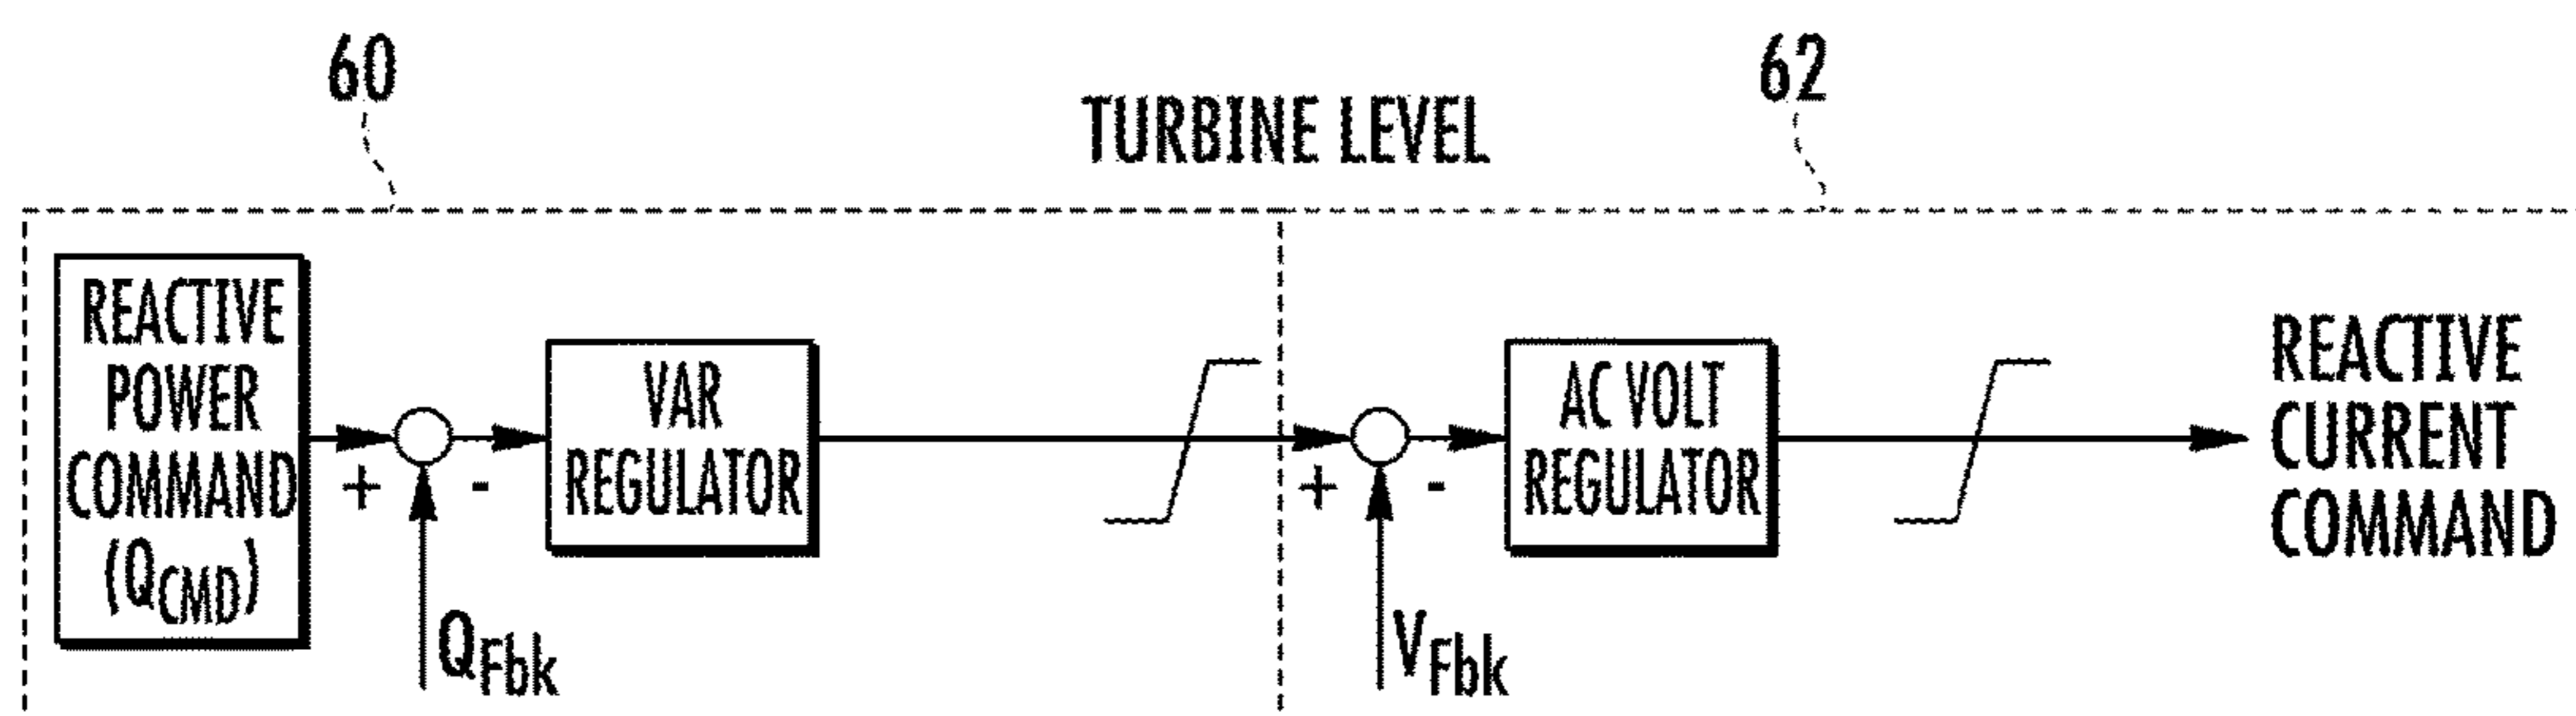 60
62
TURBINE LEVEL
REACTIVE
POWER
COMMAND
(QCMD)
+
-
QFbk
VAR
REGULATOR
+
-
VFbk
AC VOLT
REGULATOR
REACTIVE
CURRENT
COMMAND